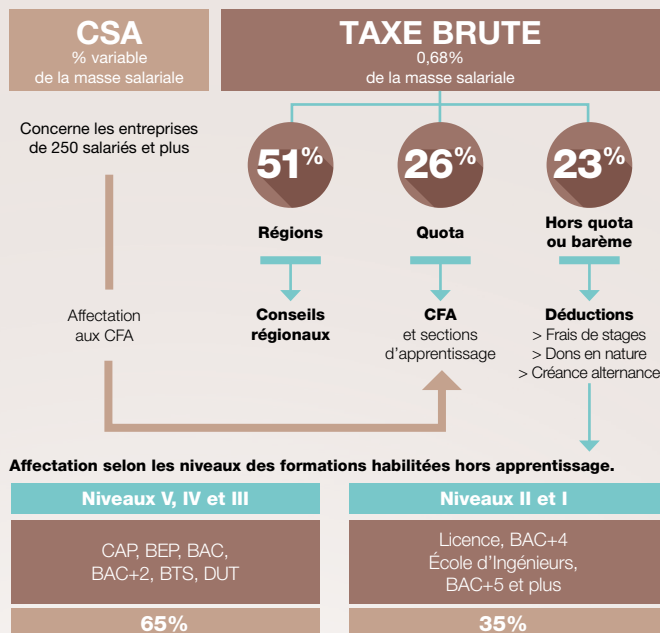 CSA
% variable
de la masse salariale
TAXE BRUTE
0,68%
de la masse salariale
Concerne les entreprises
de 250 salariés et plus
51%
26%
23%
Régions
Quota
Hors quota
ou barème
Affectation
aux CFA
Conseils
régionaux
CFA
et sections
d'apprentissage
Déductions
> Frais de stages
> Dons en nature
> Créance alternance
Affectation selon les niveaux des formations habilitées hors apprentissage.
Niveaux V, IV et III
CAP, BEP, BAC,
BAC+2, BTS, DUT
65%
Niveaux II et I
Licence, BAC+4
École d'Ingénieurs,
BAC+5 et plus
35%